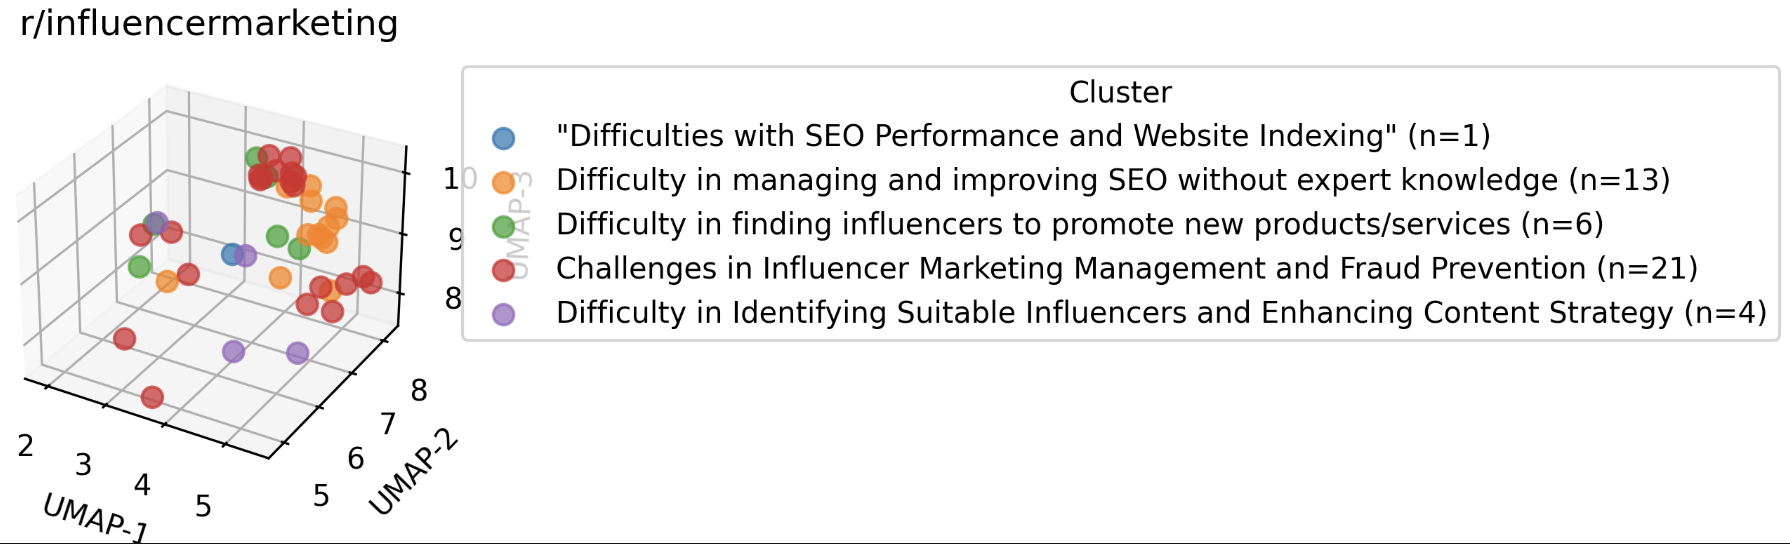 r/influencermarketing
Cluster
"Difficulties with SEO Performance and Website Indexing" (n=1)
Difficulty in managing and improving SEO without expert knowledge (n=13)
Difficulty in finding influencers to promote new products/services (n=6)
Challenges in Influencer Marketing Management and Fraud Prevention (n=21)
Difficulty in Identifying Suitable Influencers and Enhancing Content Strategy (n=4)
10
9
8
UMAP-3
8
7
6
5
UMAP-2
2
3
4
5
UMAP-1